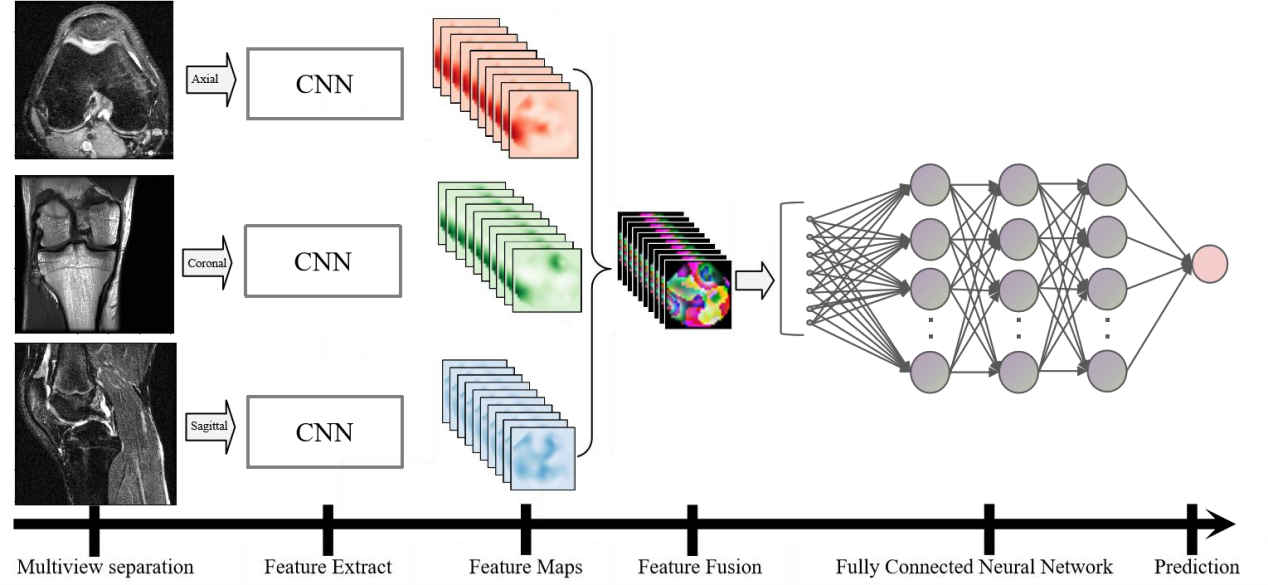 Axial
CNN
Coronal
CNN
Sagittal
CNN
Multiview separation
Feature Extract
Feature Maps
Feature Fusion
Fully Connected Neural Network
Prediction